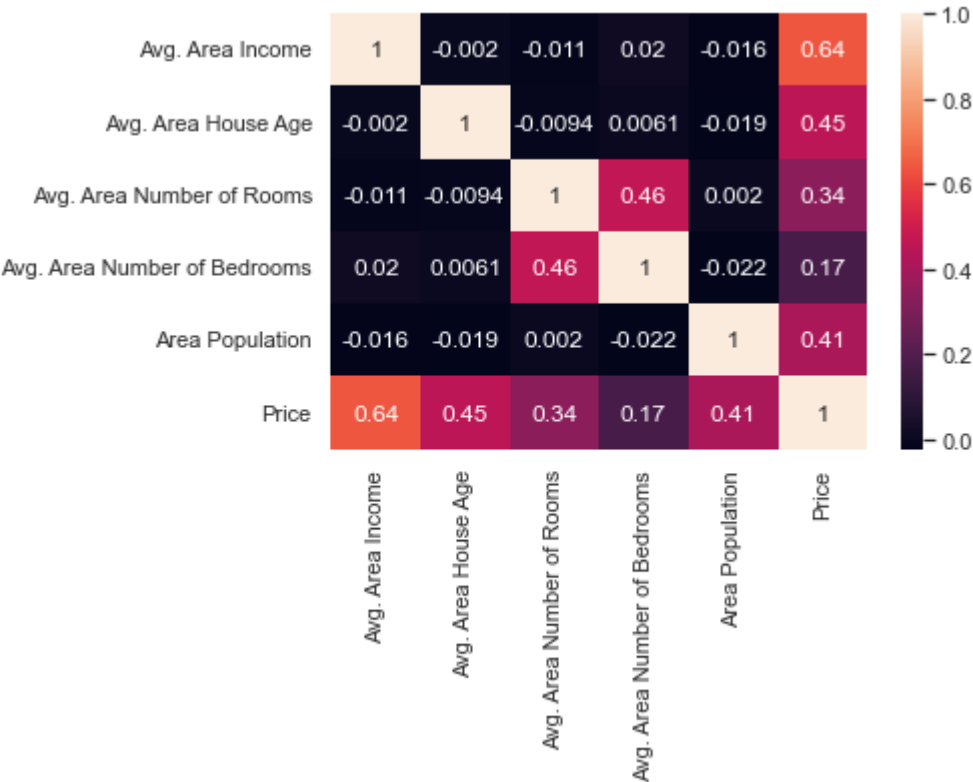 Avg. Area Income 1 -0.002 -0.011 0.02 -0.016 0.64
Avg. Area House Age -0.002 1 -0.0094 0.0061 -0.019 0.45
Avg. Area Number of Rooms -0.011 -0.0094 1 0.46 0.002 0.34
Avg. Area Number of Bedrooms 0.02 0.0061 0.46 1 -0.022 0.17
Area Population -0.016 -0.019 0.002 -0.022 1 0.41
Price 0.64 0.45 0.34 0.17 0.41 1
Avg. Area Income
Avg. Area House Age
Avg. Area Number of Rooms
Avg. Area Number of Bedrooms
Area Population
Price
1.0
0.8
0.6
0.4
0.2
0.0